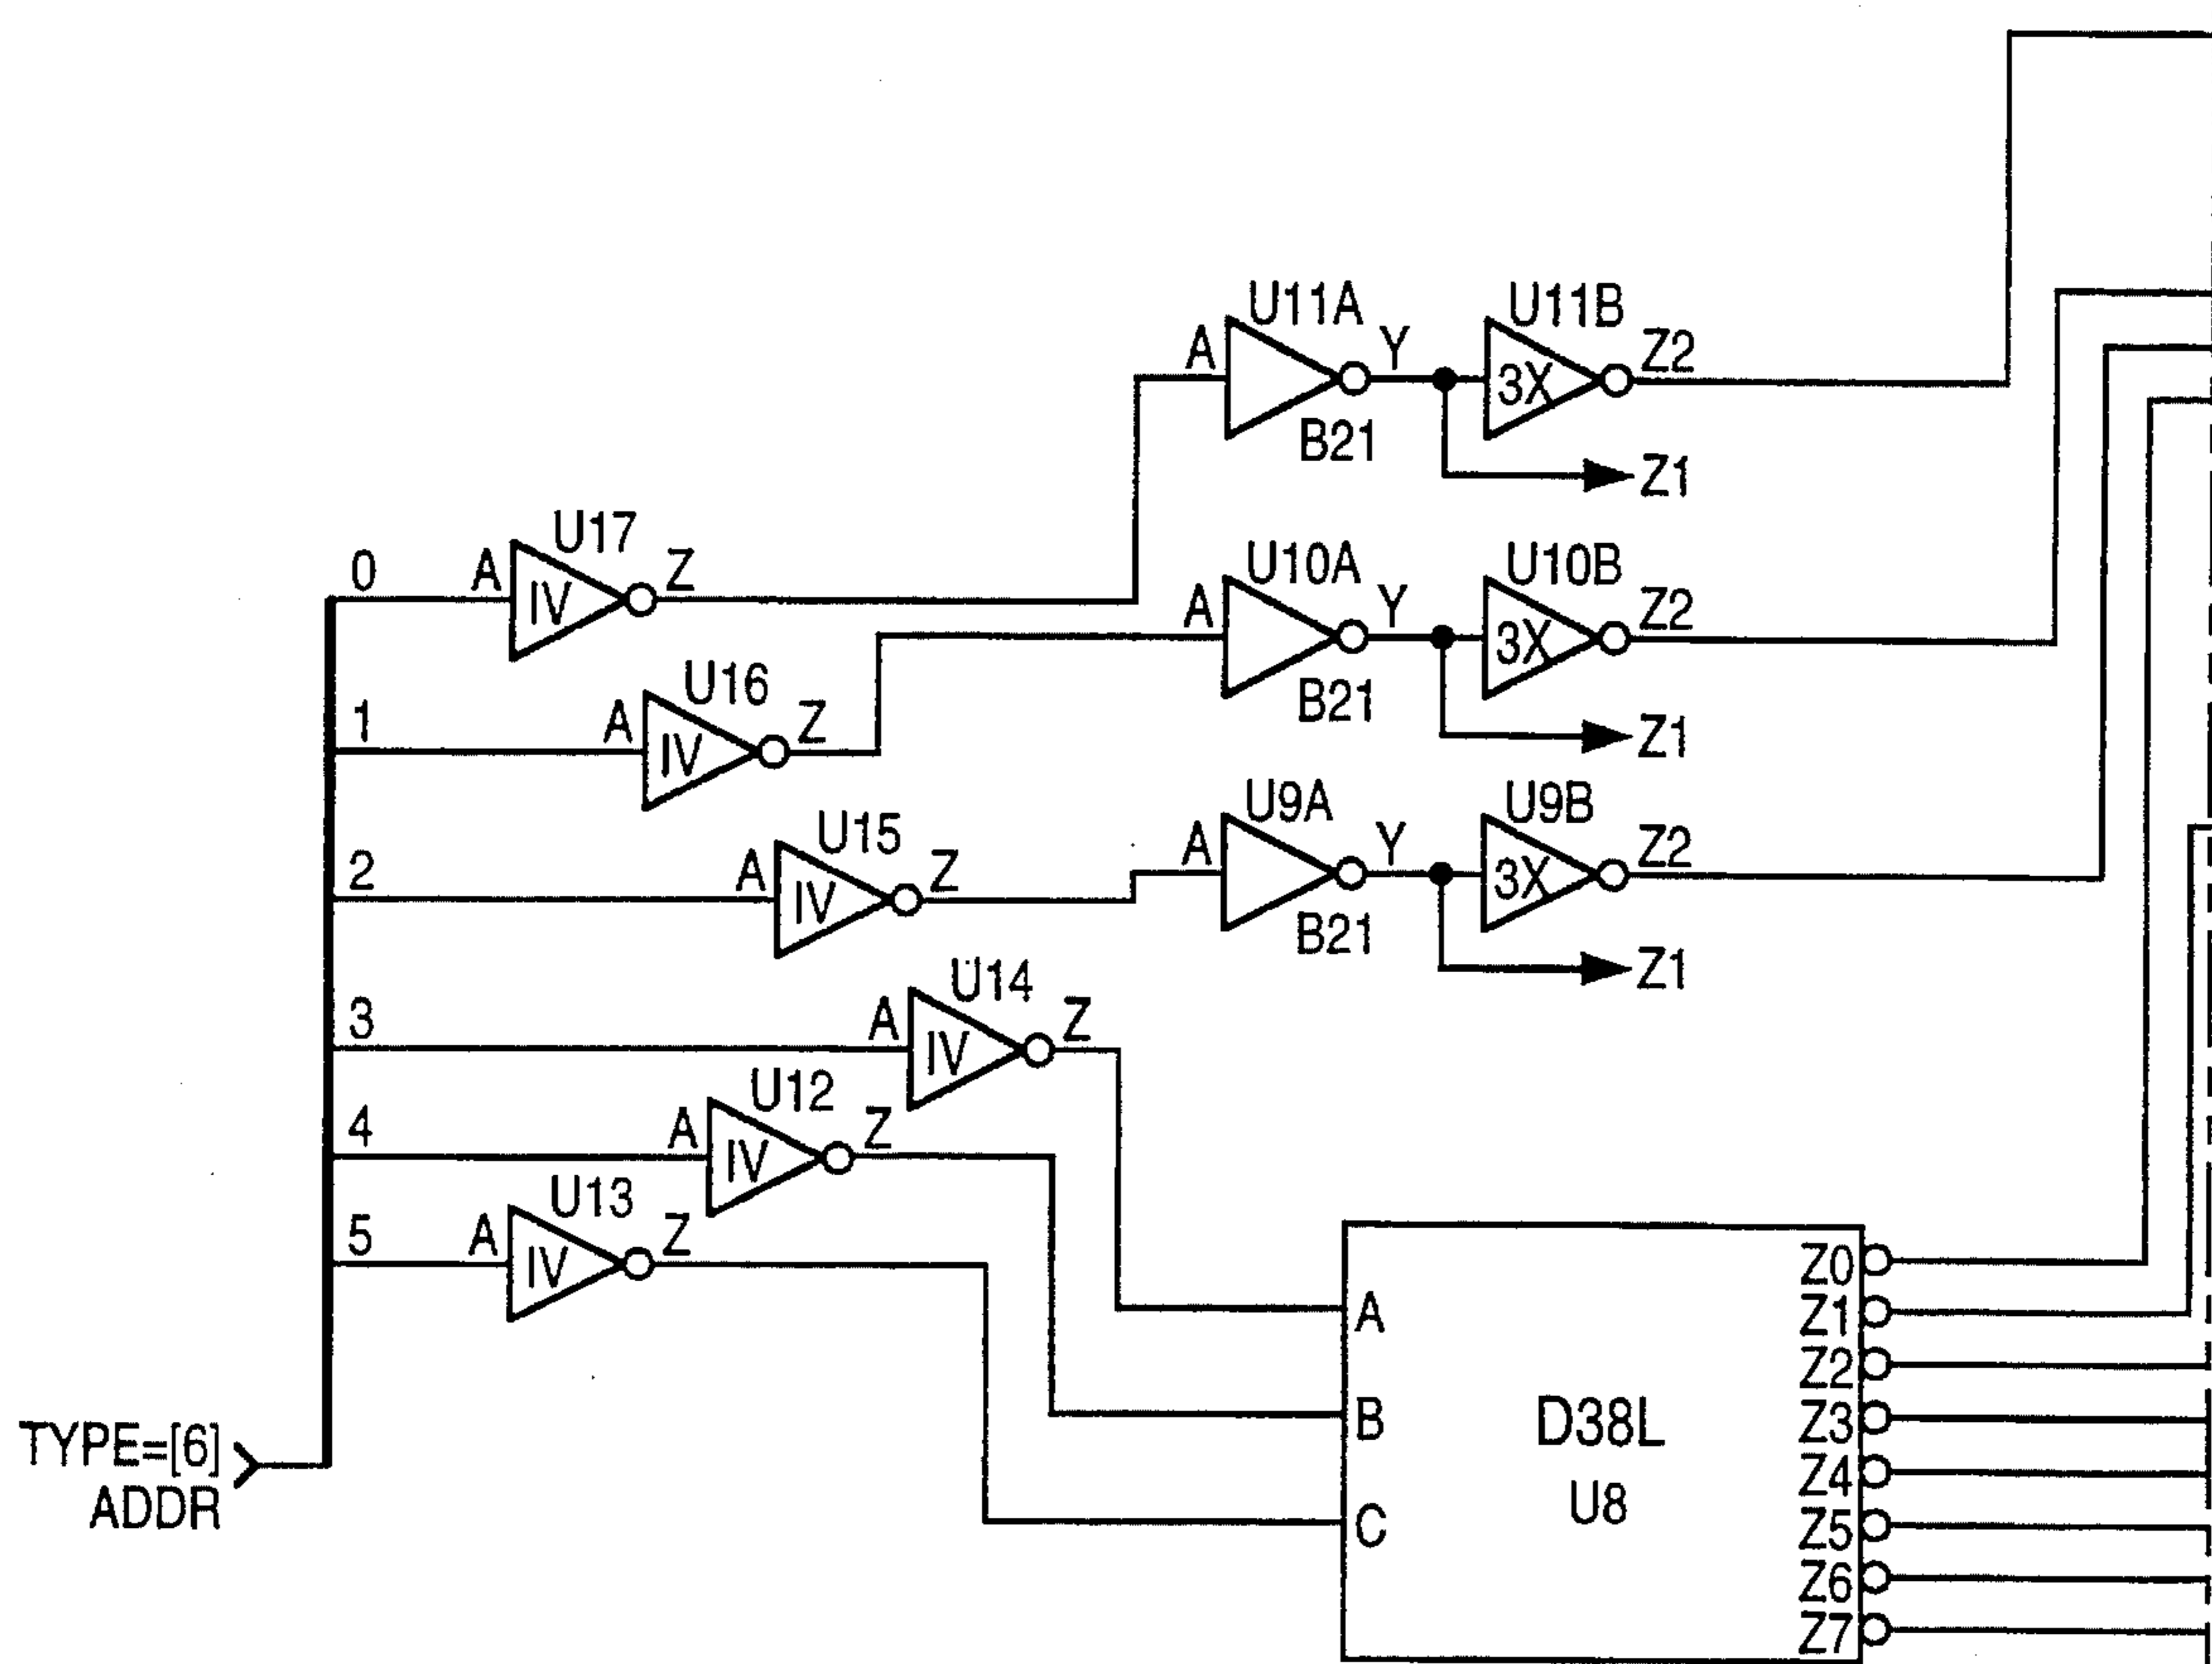 U11A
U11B
A
Y
3X
Z2
B21
Z1
U17
0
A
IV
Z
U10A
U10B
A
Y
3X
Z2
B21
Z1
U16
1
A
IV
Z
U9A
U9B
A
Y
3X
Z2
B21
Z1
U15
2
A
IV
Z
U14
3
A
IV
Z
U12
4
A
IV
Z
U13
5
A
IV
Z
TYPE=[6]
ADDR
A
B
C
D38L
U8
Z0
Z1
Z2
Z3
Z4
Z5
Z6
Z7